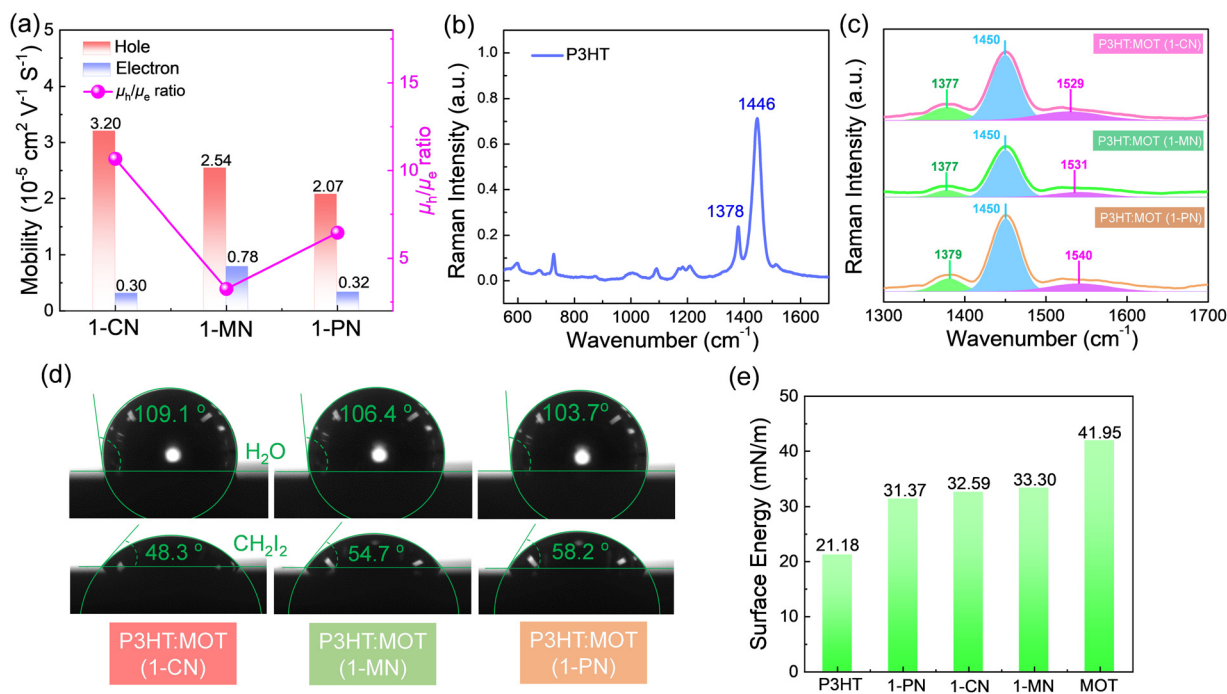 (a)
Mobility (10⁻⁵ cm² V⁻¹ S⁻¹)
Hole
Electron
μh/μe ratio
3.20
2.54
2.07
0.30
0.78
0.32
1-CN
1-MN
1-PN
15
10
5
μh/μe ratio
(b)
Raman Intensity (a.u.)
1.0
0.8
0.6
0.4
0.2
0.0
P3HT
1446
1378
600
800
1000
1200
1400
1600
Wavenumber (cm⁻¹)
(c)
Raman Intensity (a.u.)
P3HT:MOT (1-CN)
1377
1450
1529
P3HT:MOT (1-MN)
1377
1450
1531
P3HT:MOT (1-PN)
1379
1450
1540
1300
1400
1500
1600
1700
Wavenumber (cm⁻¹)
(d)
109.1 °
106.4 °
103.7°
H₂O
48.3 °
54.7 °
58.2 °
CH₂I₂
P3HT:MOT
(1-CN)
P3HT:MOT
(1-MN)
P3HT:MOT
(1-PN)
(e)
Surface Energy (mN/m)
50
40
30
20
10
0
21.18
31.37
32.59
33.30
41.95
P3HT
1-PN
1-CN
1-MN
MOT